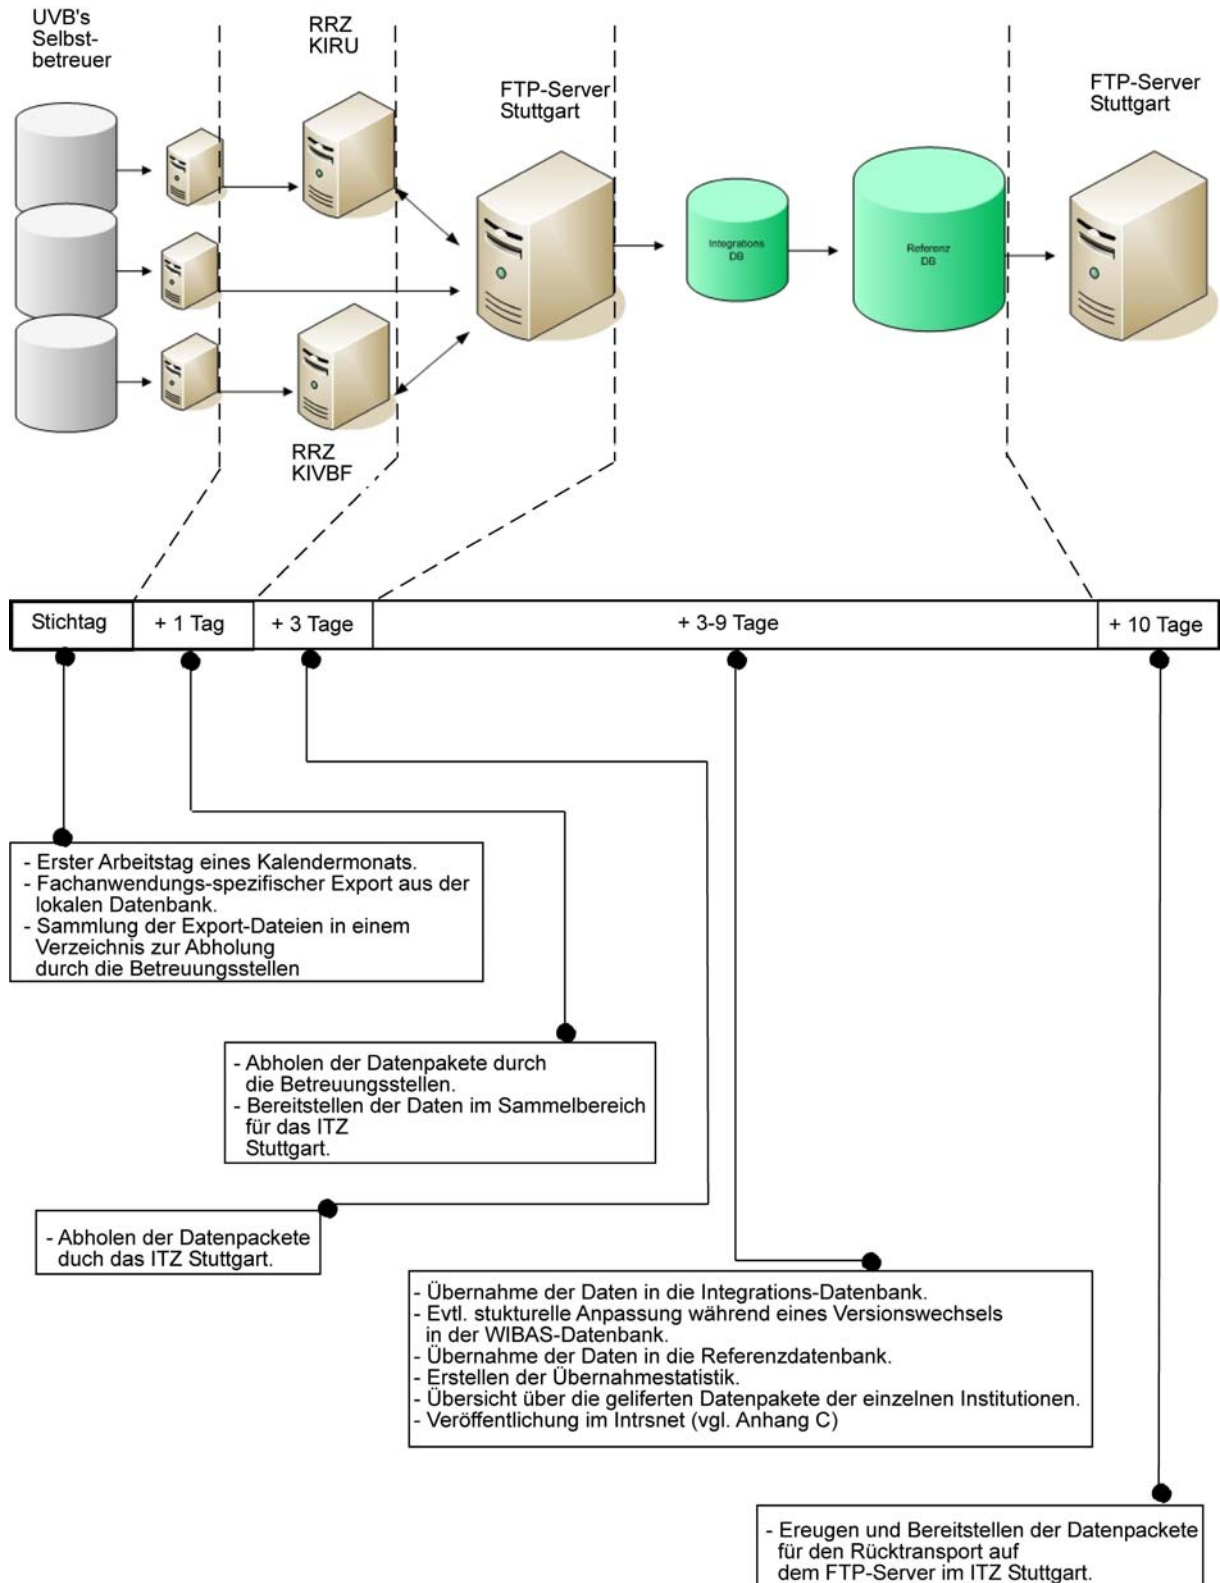 UVB's
Selbst-
betreuer
RRZ
KIRU
FTP-Server
Stuttgart
FTP-Server
Stuttgart
Integrations
DB
Referenz
DB
RRZ
KIVBF
Stichtag
+ 1 Tag
+ 3 Tage
+ 3-9 Tage
+ 10 Tage
- Erster Arbeitstag eines Kalendermonats.
- Fachanwendungs-spezifischer Export aus der
lokalen Datenbank.
- Sammlung der Export-Dateien in einem
Verzeichnis zur Abholung
durch die Betreuungsstellen
- Abholen der Datenpakete durch
die Betreuungsstellen.
- Bereitstellen der Daten im Sammelbereich
für das ITZ
Stuttgart.
- Abholen der Datenpackete
duch das ITZ Stuttgart.
- Übernahme der Daten in die Integrations-Datenbank.
- Evtl. stukturelle Anpassung während eines Versionswechsels
in der WIBAS-Datenbank.
- Übernahme der Daten in die Referenzdatenbank.
- Erstellen der Übernahmestatistik.
- Übersicht über die geliferten Datenpakete der einzelnen Institutionen.
- Veröffentlichung im Intrsnet (vgl. Anhang C)
- Ereugen und Bereitstellen der Datenpackete
für den Rücktransport auf
dem FTP-Server im ITZ Stuttgart.